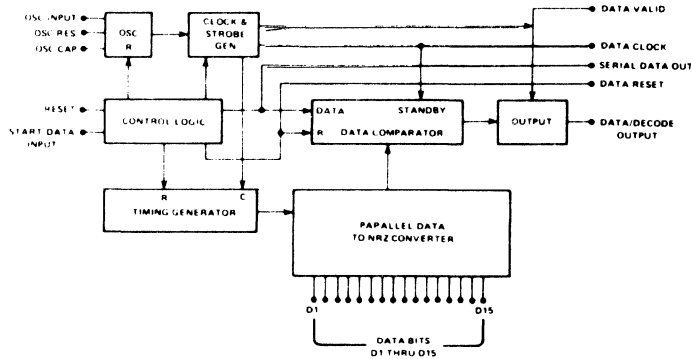 OSC INPUT
OSC RES
OSC CAP
OSC
R
CLOCK &
STROBE
GEN
DATA VALID
DATA CLOCK
SERIAL DATA OUT
DATA RESET
RESET
START DATA
INPUT
CONTROL LOGIC
DATA
STANDBY
R
DATA COMPARATOR
OUTPUT
DATA/DECODE
OUTPUT
R
C
TIMING GENERATOR
PAPALLEL DATA
TO NRZ CONVERTER
D1
D15
DATA BITS
D1 THRU D15